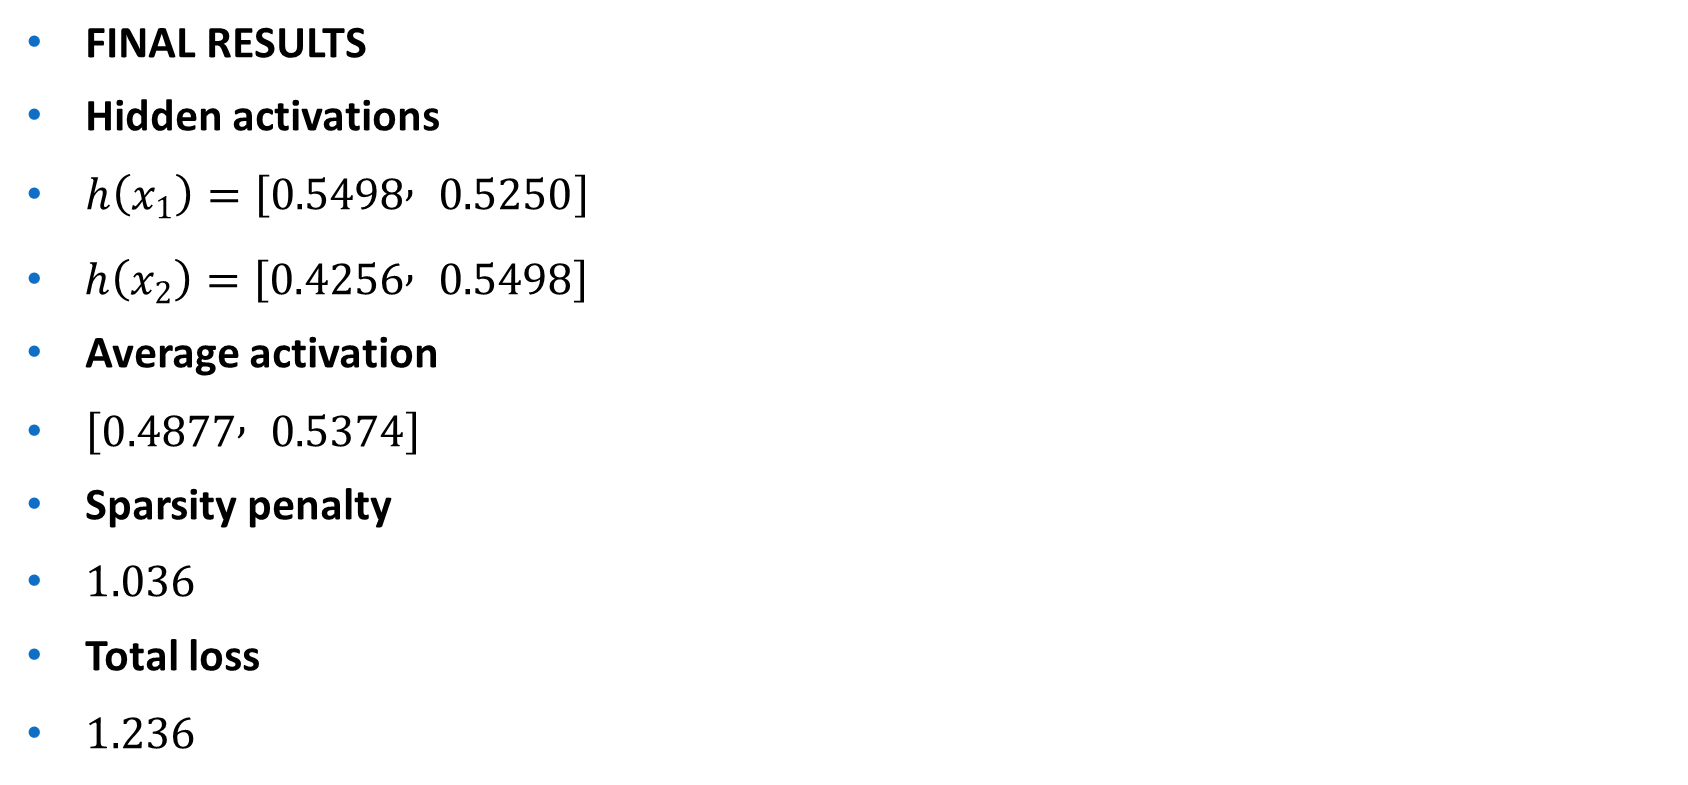 • FINAL RESULTS
• Hidden activations
• ℎ(𝑥₁) = [0.5498, 0.5250]
• ℎ(𝑥₂) = [0.4256, 0.5498]
• Average activation
• [0.4877, 0.5374]
• Sparsity penalty
• 1.036
• Total loss
• 1.236